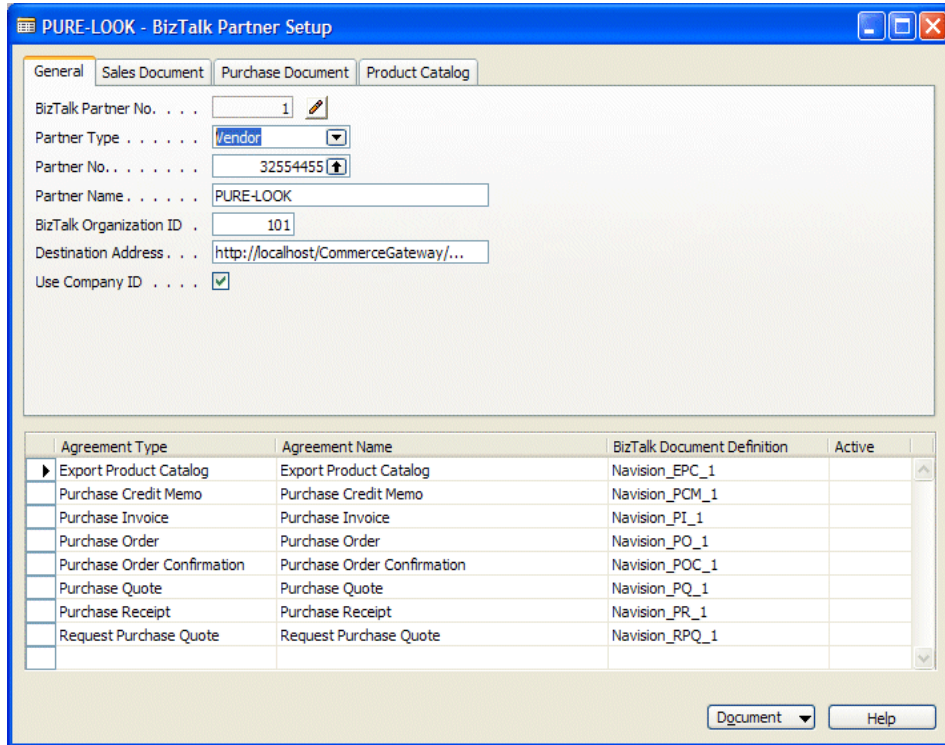 PURE-LOOK - BizTalk Partner Setup
General Sales Document Purchase Document Product Catalog
BizTalk Partner No. . . . . 1
Partner Type . . . . . . Vendor
Partner No. . . . . . . . 32554455
Partner Name . . . . . . PURE-LOOK
BizTalk Organization ID . 101
Destination Address . . . http://localhost/CommerceGateway/...
Use Company ID . . . .
Agreement Type Agreement Name BizTalk Document Definition Active
Export Product Catalog Export Product Catalog Navision_EPC_1
Purchase Credit Memo Purchase Credit Memo Navision_PCM_1
Purchase Invoice Purchase Invoice Navision_PI_1
Purchase Order Purchase Order Navision_PO_1
Purchase Order Confirmation Purchase Order Confirmation Navision_POC_1
Purchase Quote Purchase Quote Navision_PQ_1
Purchase Receipt Purchase Receipt Navision_PR_1
Request Purchase Quote Request Purchase Quote Navision_RPQ_1
Document Help